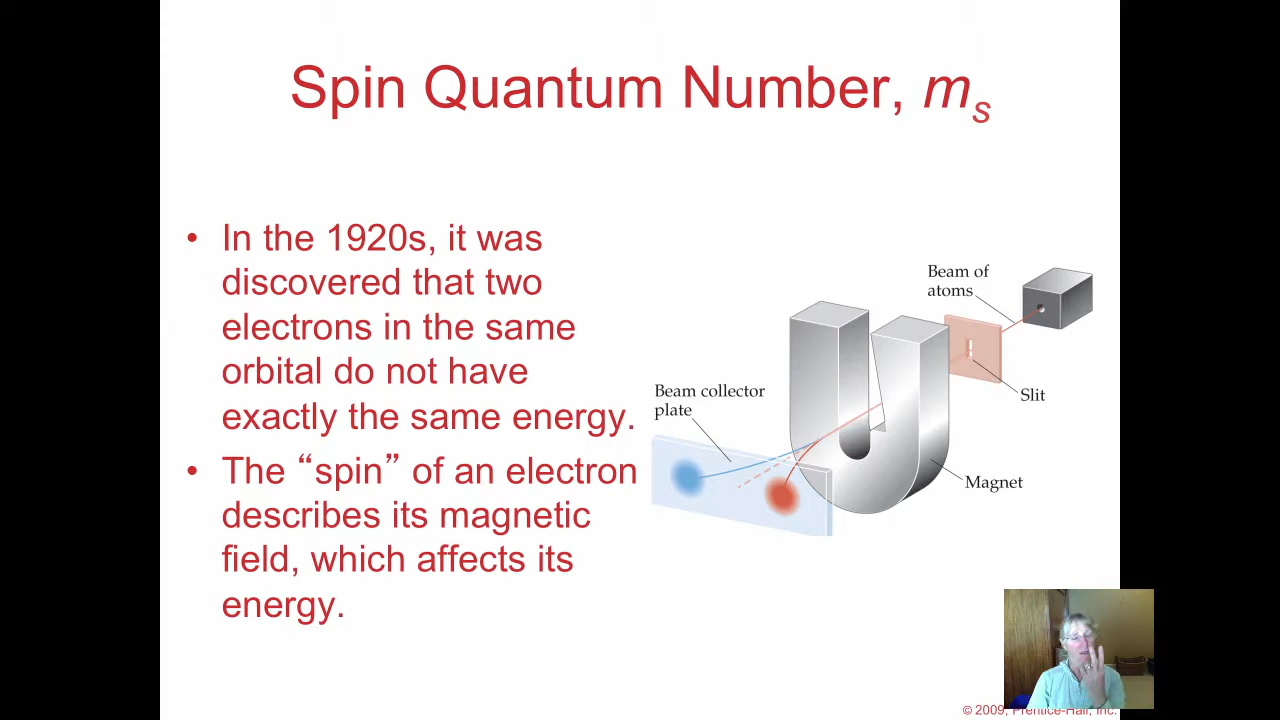 Spin Quantum Number, ms
• In the 1920s, it was
discovered that two
electrons in the same
orbital do not have
exactly the same energy.
• The “spin” of an electron
describes its magnetic
field, which affects its
energy.
Beam of
atoms
Slit
Beam collector
plate
Magnet
© 2009, Prentice-Hall, Inc.